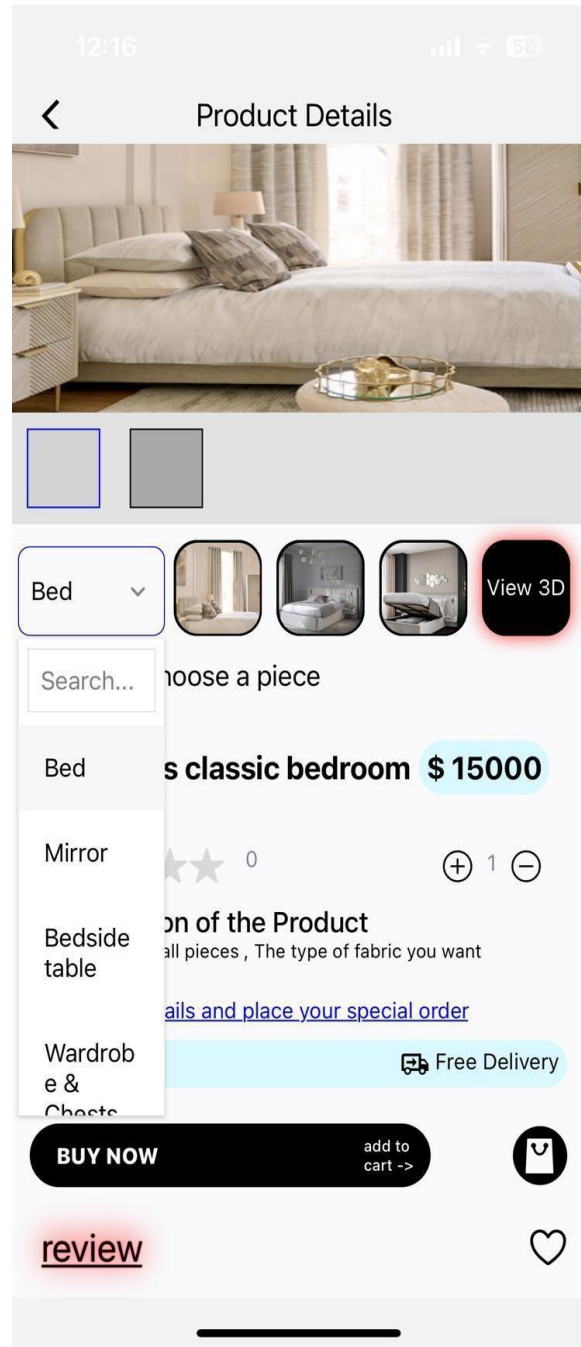 12:16
50
Product Details
Bed
View 3D
Search...
hoose a piece
Bed
s classic bedroom $ 15000
Mirror
0
1
on of the Product
Bedside
table
all pieces , The type of fabric you want
ails and place your special order
Wardrob
e &
Chests
Free Delivery
BUY NOW
add to
cart ->
review